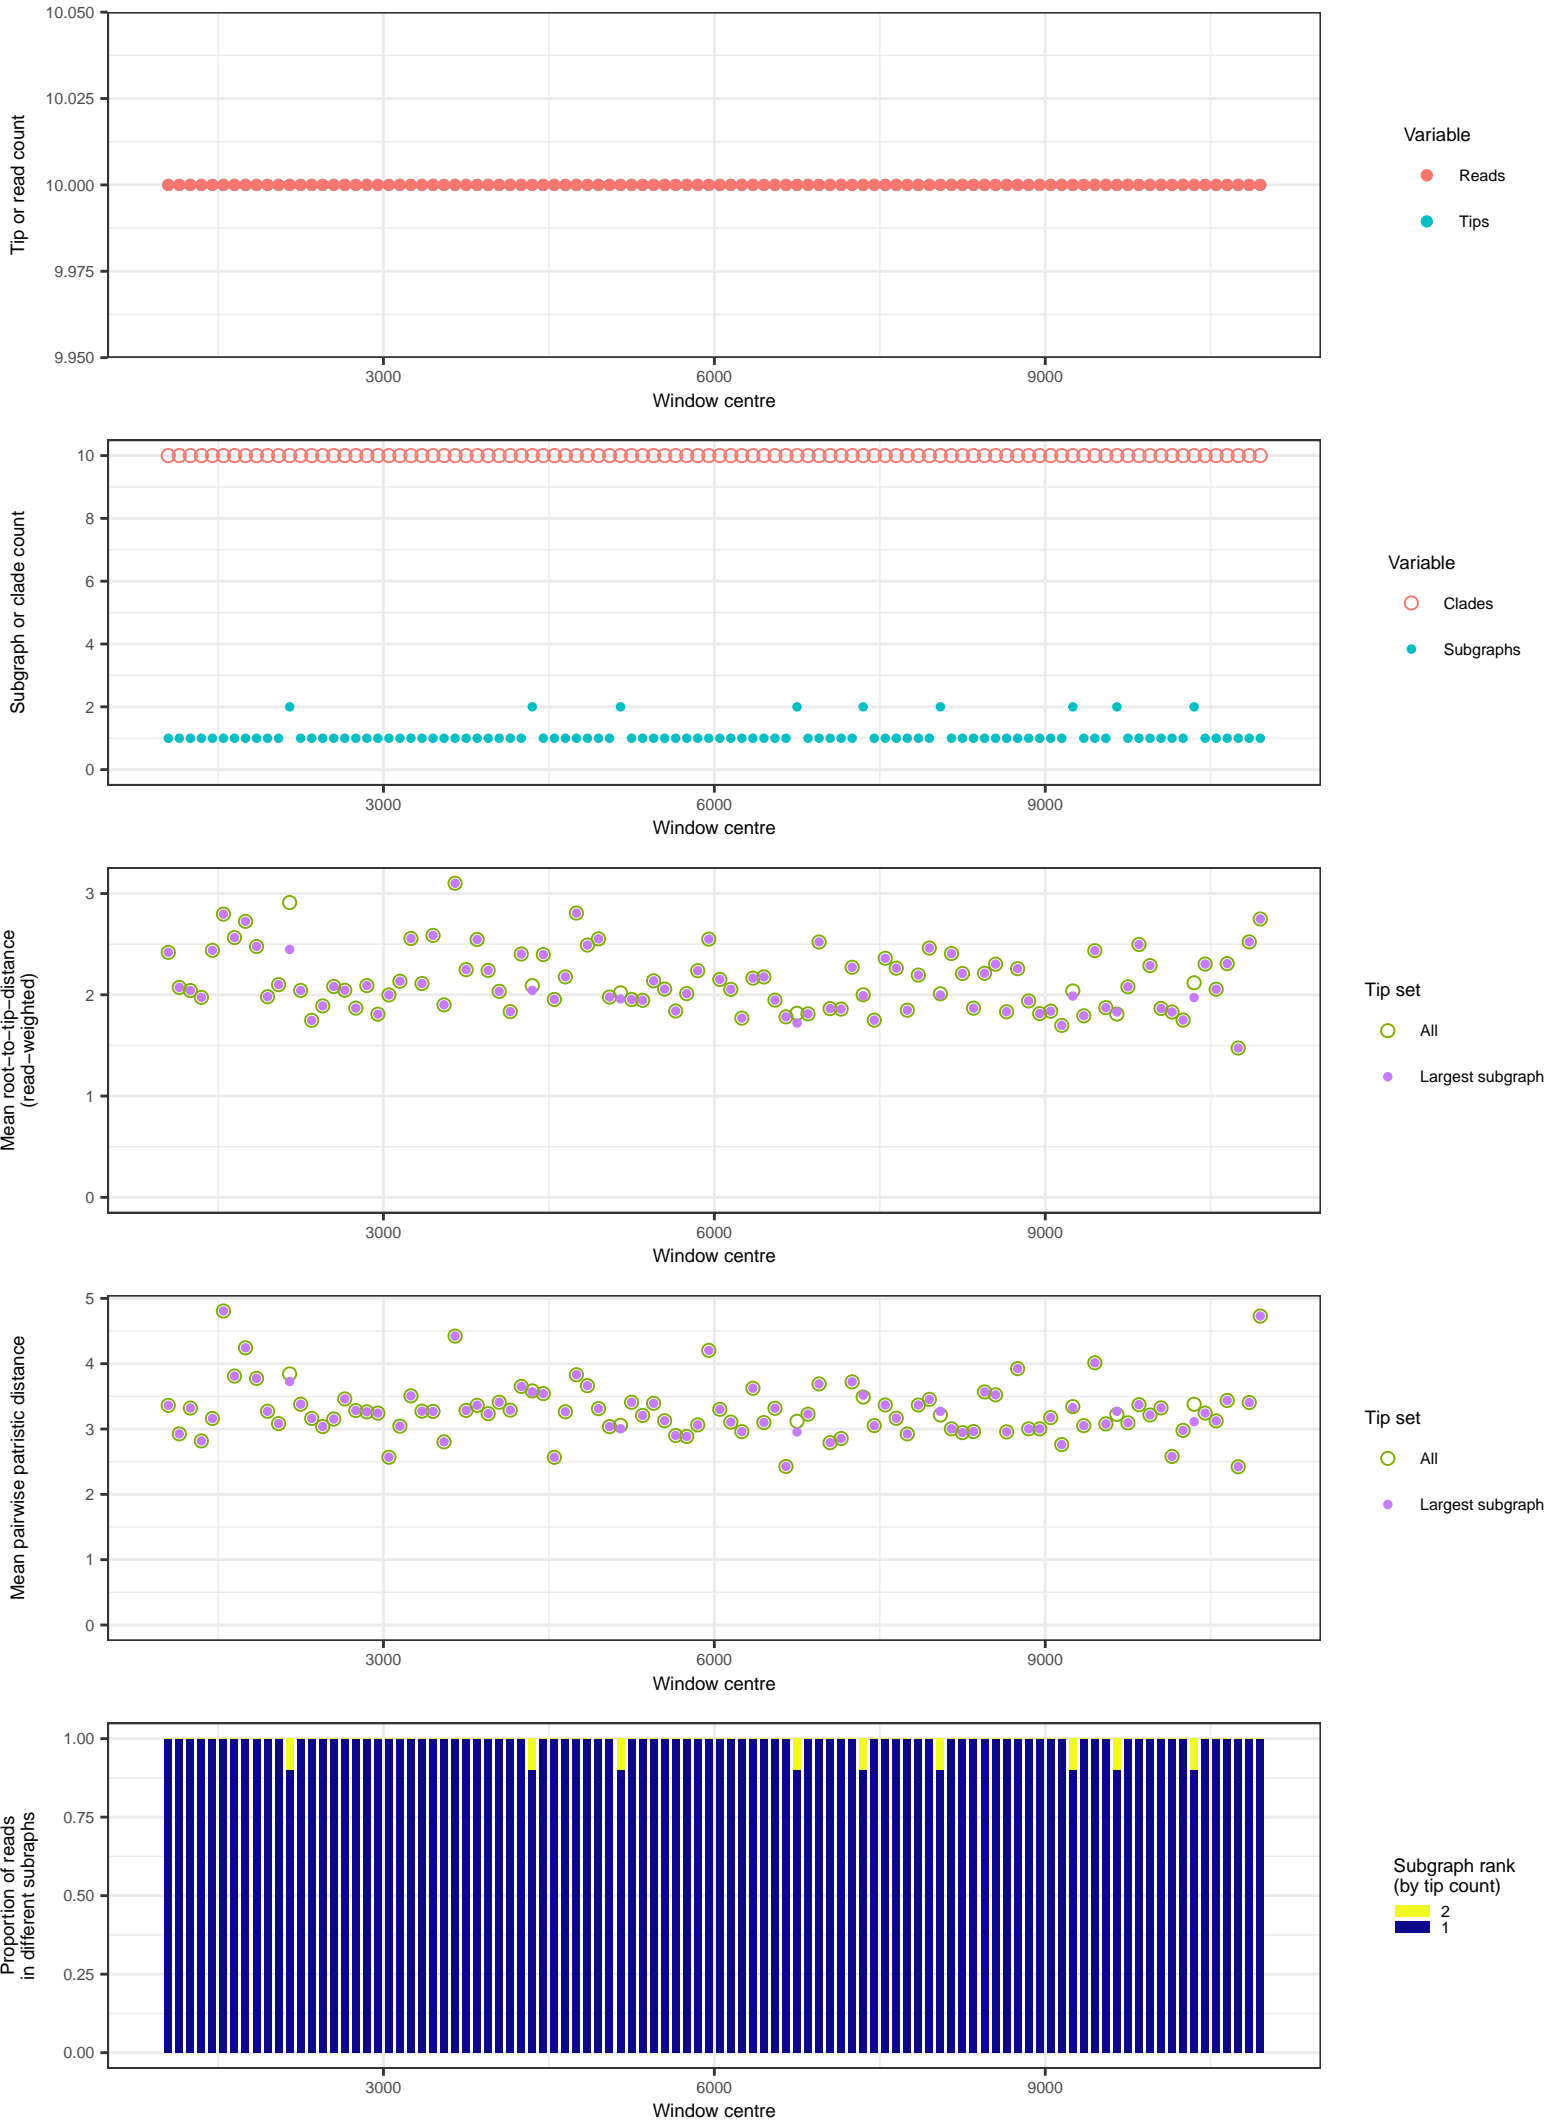 10.050
10.025
10.000
9.975
9.950
Tip or read count
3000 6000 9000
Window centre
Variable
Reads
Tips
10
8
6
4
2
0
Subgraph or clade count
3000 6000 9000
Window centre
Variable
Clades
Subgraphs
3
2
1
0
Mean root−to−tip−distance
(read−weighted)
3000 6000 9000
Window centre
Tip set
All
Largest subgraph
5
4
3
2
1
0
Mean pairwise patristic distance
3000 6000 9000
Window centre
Tip set
All
Largest subgraph
1.00
0.75
0.50
0.25
0.00
Proportion of reads
in different subraphs
3000 6000 9000
Window centre
Subgraph rank
(by tip count)
2
1